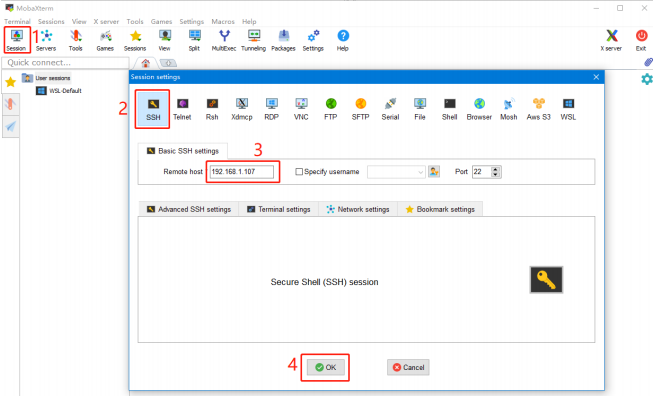 MobaXterm
Terminal Sessions View X server Tools Games Settings Macros Help
1
Session Servers Tools Games Sessions View Split MultiExec Tunneling Packages Settings Help X server Exit
Quick connect...
User sessions
WSL-Default
Session settings
2
SSH Telnet Rsh Xdmcp RDP VNC FTP SFTP Serial File Shell Browser Mosh Aws S3 WSL
Basic SSH settings
3
Remote host 192.168.1.107 Specify username Port 22
Advanced SSH settings Terminal settings Network settings Bookmark settings
Secure Shell (SSH) session
4
OK Cancel